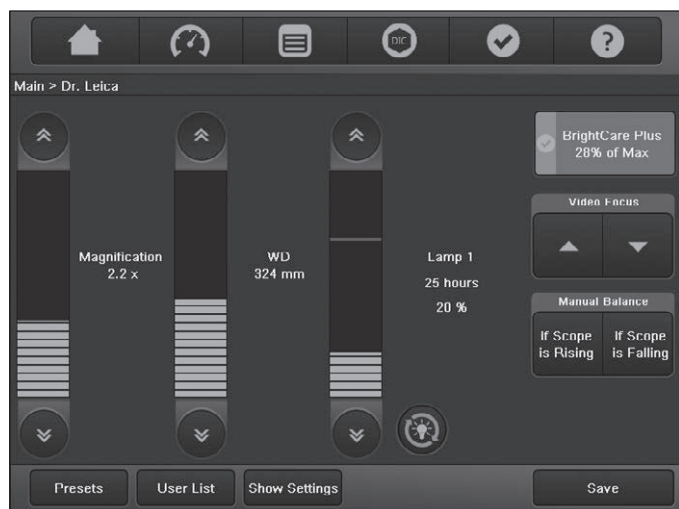 DIC
?
Main > Dr. Leica
Magnification
2.2 x
WD
324 mm
Lamp 1
25 hours
20 %
BrightCare Plus
28% of Max
Video Focus
Manual Balance
If Scope
is Rising
If Scope
is Falling
Presets
User List
Show Settings
Save